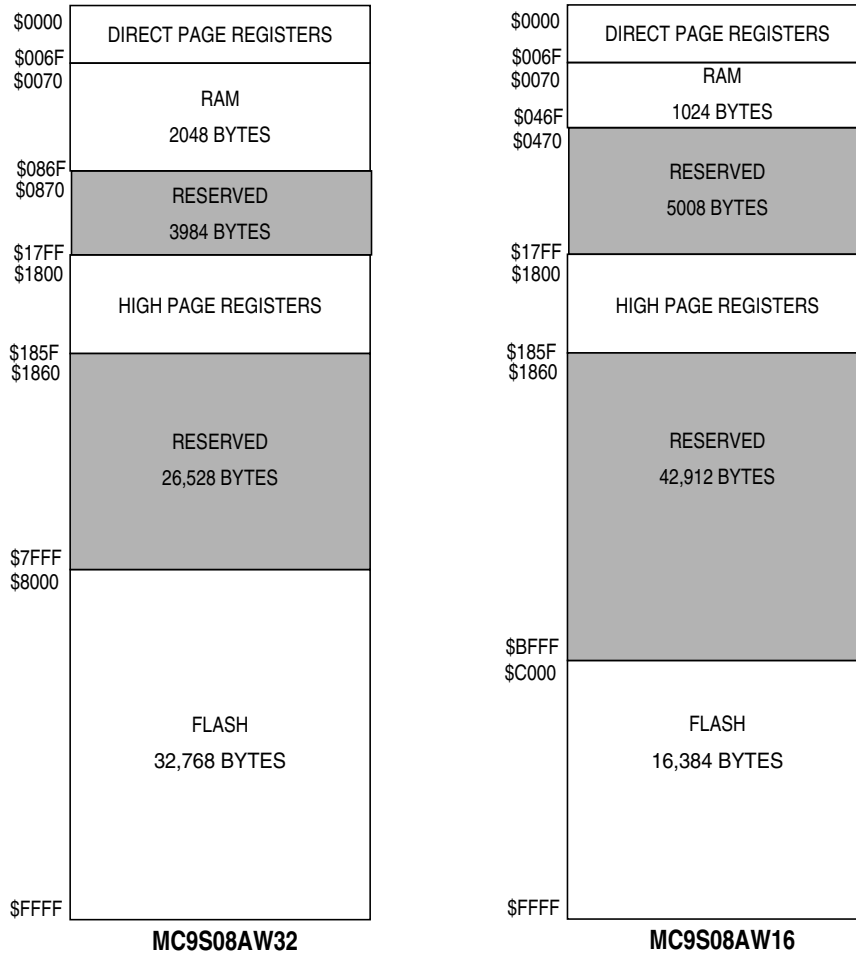 $0000
DIRECT PAGE REGISTERS
$006F
$0070
RAM
2048 BYTES
$086F
$0870
RESERVED
3984 BYTES
$17FF
$1800
HIGH PAGE REGISTERS
$185F
$1860
RESERVED
26,528 BYTES
$7FFF
$8000
FLASH
32,768 BYTES
$FFFF
MC9S08AW32
$0000
DIRECT PAGE REGISTERS
$006F
$0070
RAM
1024 BYTES
$046F
$0470
RESERVED
5008 BYTES
$17FF
$1800
HIGH PAGE REGISTERS
$185F
$1860
RESERVED
42,912 BYTES
$BFFF
$C000
FLASH
16,384 BYTES
$FFFF
MC9S08AW16